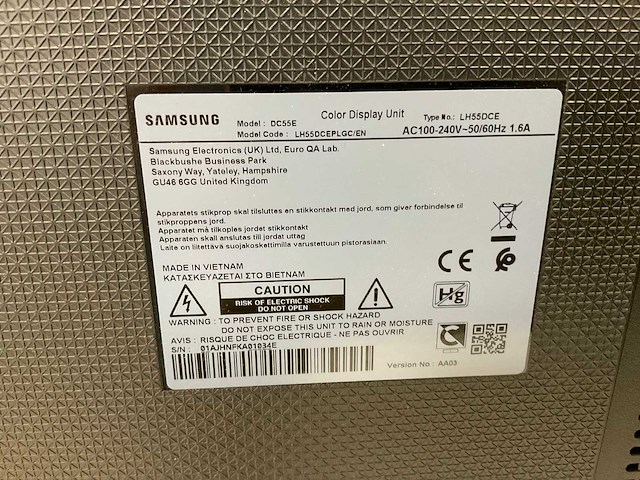 SAMSUNG
Color Display Unit
Model : DC55E
Type No.: LH55DCE
Model Code : LH55DCEPLGC/EN
AC100-240V~50/60Hz 1.6A
Samsung Electronics (UK) Ltd, Euro QA Lab.
Blackbushe Business Park
Saxony Way, Yateley, Hampshire
GU46 6GG United Kingdom
Apparatets stikprop skal tilsluttes en stikkontakt med jord, som giver forbindelse til
stikproppens jord.
Apparatet må tilkoples jordet stikkontakt
Apparaten skall anslutas till jordat uttag
Laite on liitettävä suojakoskettimilla varustettuun pistorasiaan.
CE
MADE IN VIETNAM
ΚΑΤΑΣΚΕΥΑΖΕΤΑΙ ΣΤΟ ΒΙΕΤΝΑΜ
CAUTION
RISK OF ELECTRIC SHOCK
DO NOT OPEN
Hg
WARNING : TO PREVENT FIRE OR SHOCK HAZARD
DO NOT EXPOSE THIS UNIT TO RAIN OR MOISTURE
AVIS : RISQUE DE CHOC ELECTRIQUE - NE PAS OUVRIR
S/N : 01AJHNFKA01034E
Version No.: AA03